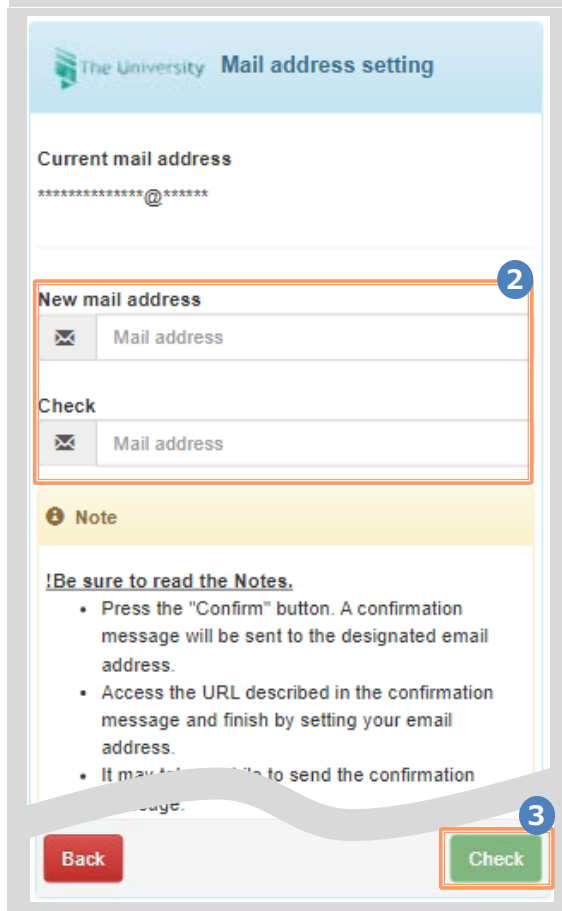 The University Mail address setting
Current mail address
**************@******
2
New mail address
Mail address
Check
Mail address
Note
!Be sure to read the Notes.
• Press the "Confirm" button. A confirmation
message will be sent to the designated email
address.
• Access the URL described in the confirmation
message and finish by setting your email
address.
• It may to send the confirmation
3
Back
Check